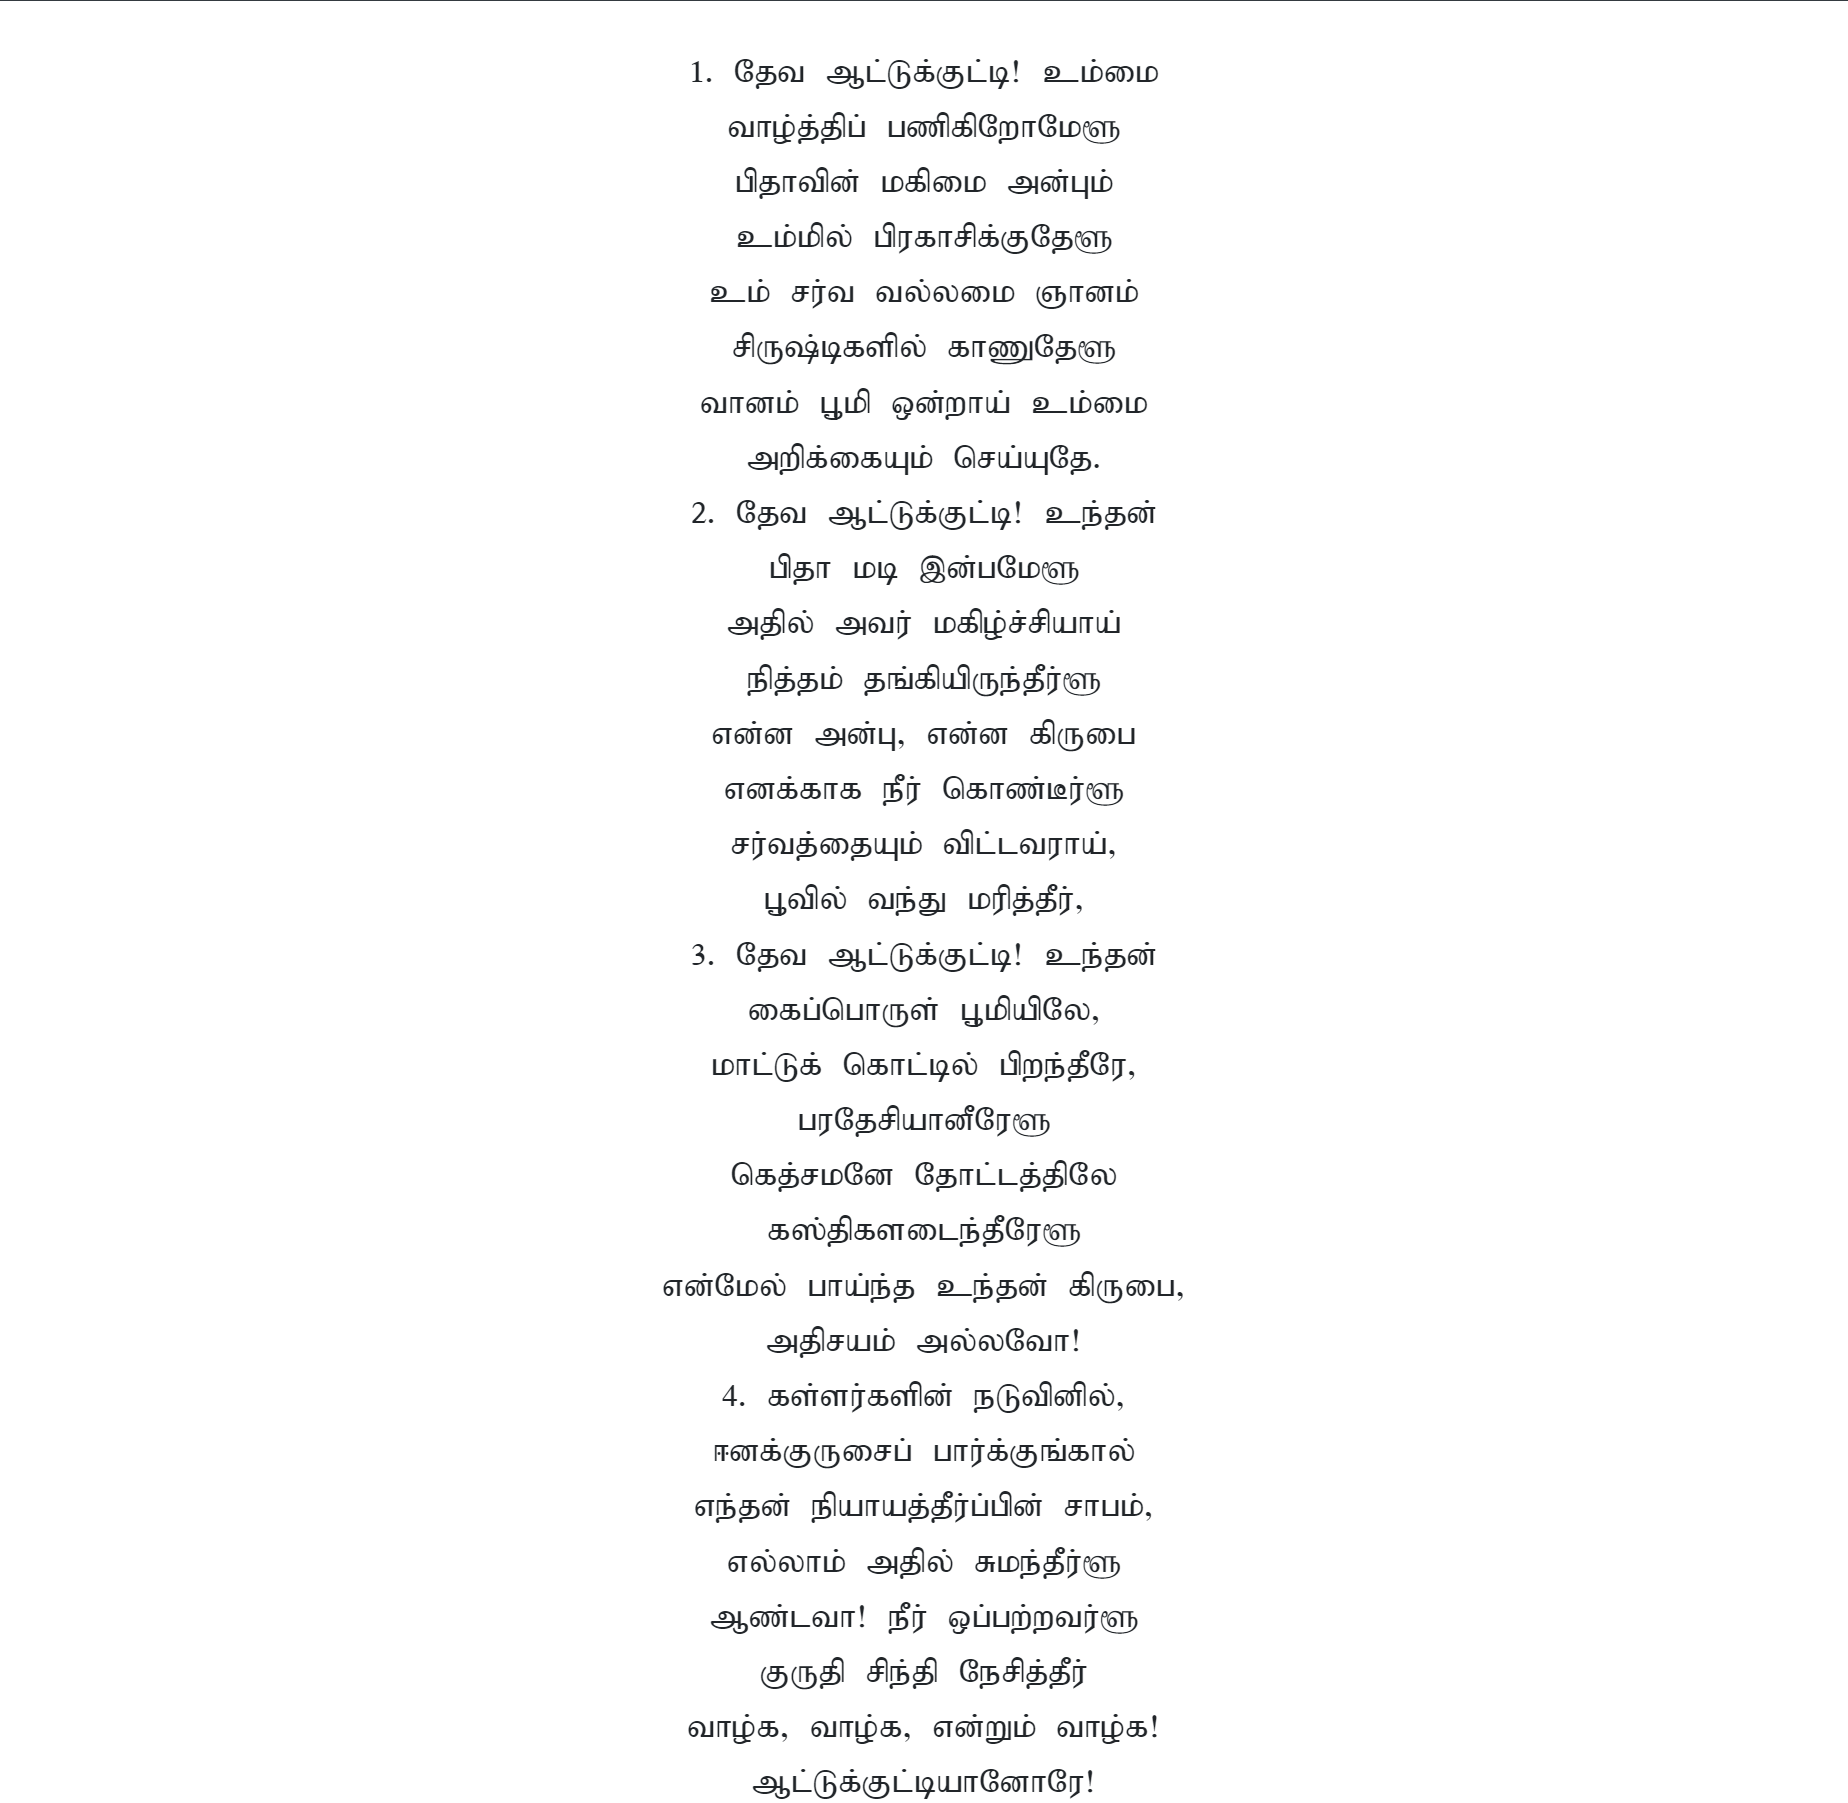 1. தேவ ஆட்டுக்குட்டி! உம்மை
வாழ்த்திப் பணிகிறோமேளூ
பிதாவின் மகிமை அன்பும்
உம்மில் பிரகாசிக்குதேளூ
உம் சர்வ வல்லமை ஞானம்
சிருஷ்டிகளில் காணுதேளூ
வானம் பூமி ஒன்றாய் உம்மை
அறிக்கையும் செய்யுதே.
2. தேவ ஆட்டுக்குட்டி! உந்தன்
பிதா மடி இன்பமேளூ
அதில் அவர் மகிழ்ச்சியாய்
நித்தம் தங்கியிருந்தீர்ளூ
என்ன அன்பு, என்ன கிருபை
எனக்காக நீர் கொண்டீர்ளூ
சர்வத்தையும் விட்டவராய்,
பூவில் வந்து மரித்தீர்,
3. தேவ ஆட்டுக்குட்டி! உந்தன்
கைப்பொருள் பூமியிலே,
மாட்டுக் கொட்டில் பிறந்தீரே,
பரதேசியானீரேளூ
கெத்சமனே தோட்டத்திலே
கஸ்திகளடைந்தீரேளூ
என்மேல் பாய்ந்த உந்தன் கிருபை,
அதிசயம் அல்லவோ!
4. கள்ளர்களின் நடுவினில்,
ஈனக்குருசைப் பார்க்குங்கால்
எந்தன் நியாயத்தீர்ப்பின் சாபம்,
எல்லாம் அதில் சுமந்தீர்ளூ
ஆண்டவா! நீர் ஒப்பற்றவர்ளூ
குருதி சிந்தி நேசித்தீர்
வாழ்க, வாழ்க, என்றும் வாழ்க!
ஆட்டுக்குட்டியானோரே!